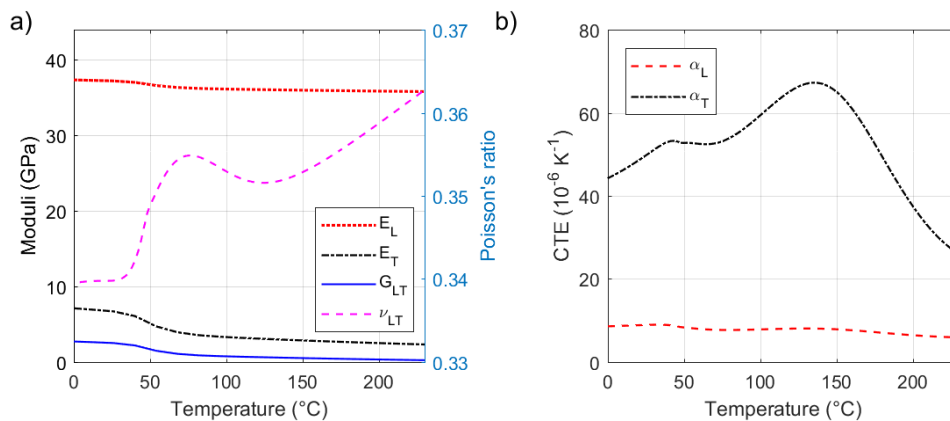 a)
Moduli (GPa)
40
30
20
10
0
0.37
0.36
0.35
0.34
0.33
Poisson's ratio
E_L
E_T
G_LT
ν_LT
0
50
100
150
200
Temperature (°C)
b)
CTE (10⁻⁶ K⁻¹)
80
60
40
20
0
α_L
α_T
0
50
100
150
200
Temperature (°C)